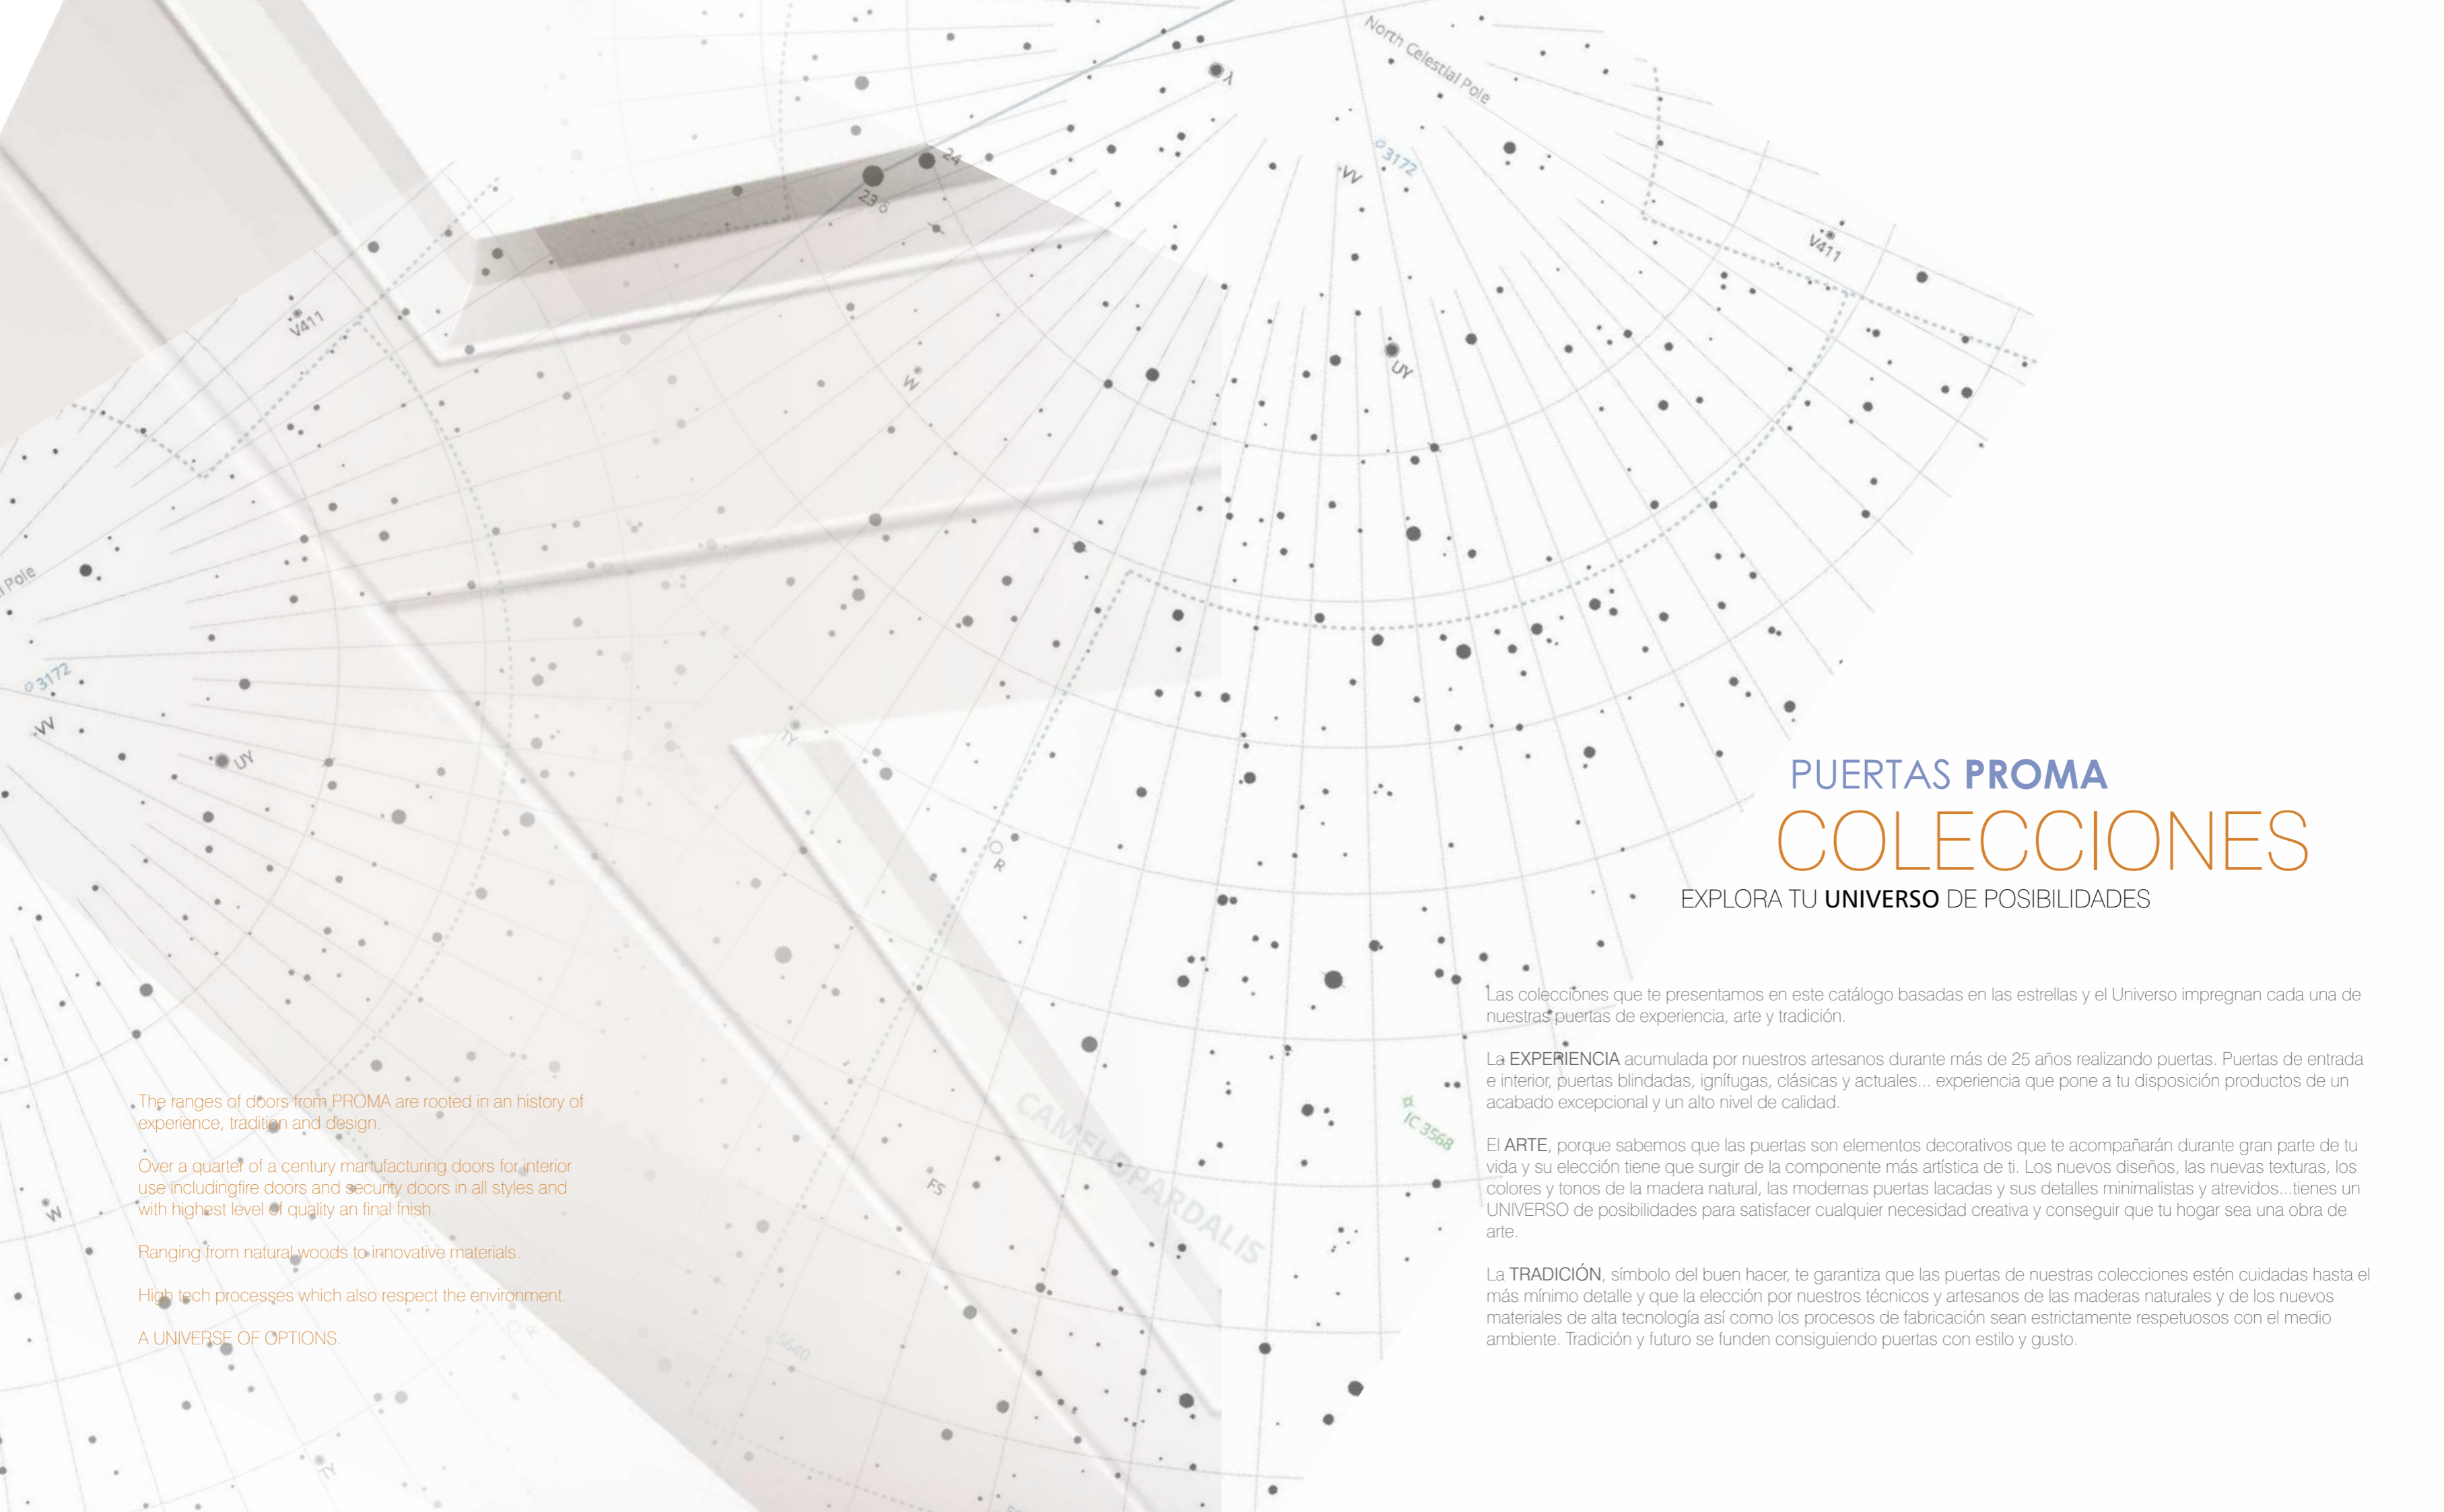 North Celestial Pole
λ
24
23 δ
3172
VV
V411
V411
W
UY
Pole
3172
VV
UY
TY
R
PUERTAS PROMA
COLECCIONES
EXPLORA TU UNIVERSO DE POSIBILIDADES
The ranges of doors from PROMA are rooted in an history of
experience, tradition and design.
Over a quarter of a century manufacturing doors for interior
use includingfire doors and security doors in all styles and
with highest level of quality an final fnish.
Ranging from natural woods to innovative materials.
High tech processes which also respect the environment.
A UNIVERSE OF OPTIONS.
CAMELOPARDALIS
IC 3568
FS
W
R
5640
TY
Las colecciones que te presentamos en este catálogo basadas en las estrellas y el Universo impregnan cada una de
nuestras puertas de experiencia, arte y tradición.
La EXPERIENCIA acumulada por nuestros artesanos durante más de 25 años realizando puertas. Puertas de entrada
e interior, puertas blindadas, ignífugas, clásicas y actuales... experiencia que pone a tu disposición productos de un
acabado excepcional y un alto nivel de calidad.
El ARTE, porque sabemos que las puertas son elementos decorativos que te acompañarán durante gran parte de tu
vida y su elección tiene que surgir de la componente más artística de ti. Los nuevos diseños, las nuevas texturas, los
colores y tonos de la madera natural, las modernas puertas lacadas y sus detalles minimalistas y atrevidos...tienes un
UNIVERSO de posibilidades para satisfacer cualquier necesidad creativa y conseguir que tu hogar sea una obra de
arte.
La TRADICIÓN, símbolo del buen hacer, te garantiza que las puertas de nuestras colecciones estén cuidadas hasta el
más mínimo detalle y que la elección por nuestros técnicos y artesanos de las maderas naturales y de los nuevos
materiales de alta tecnología así como los procesos de fabricación sean estrictamente respetuosos con el medio
ambiente. Tradición y futuro se funden consiguiendo puertas con estilo y gusto.